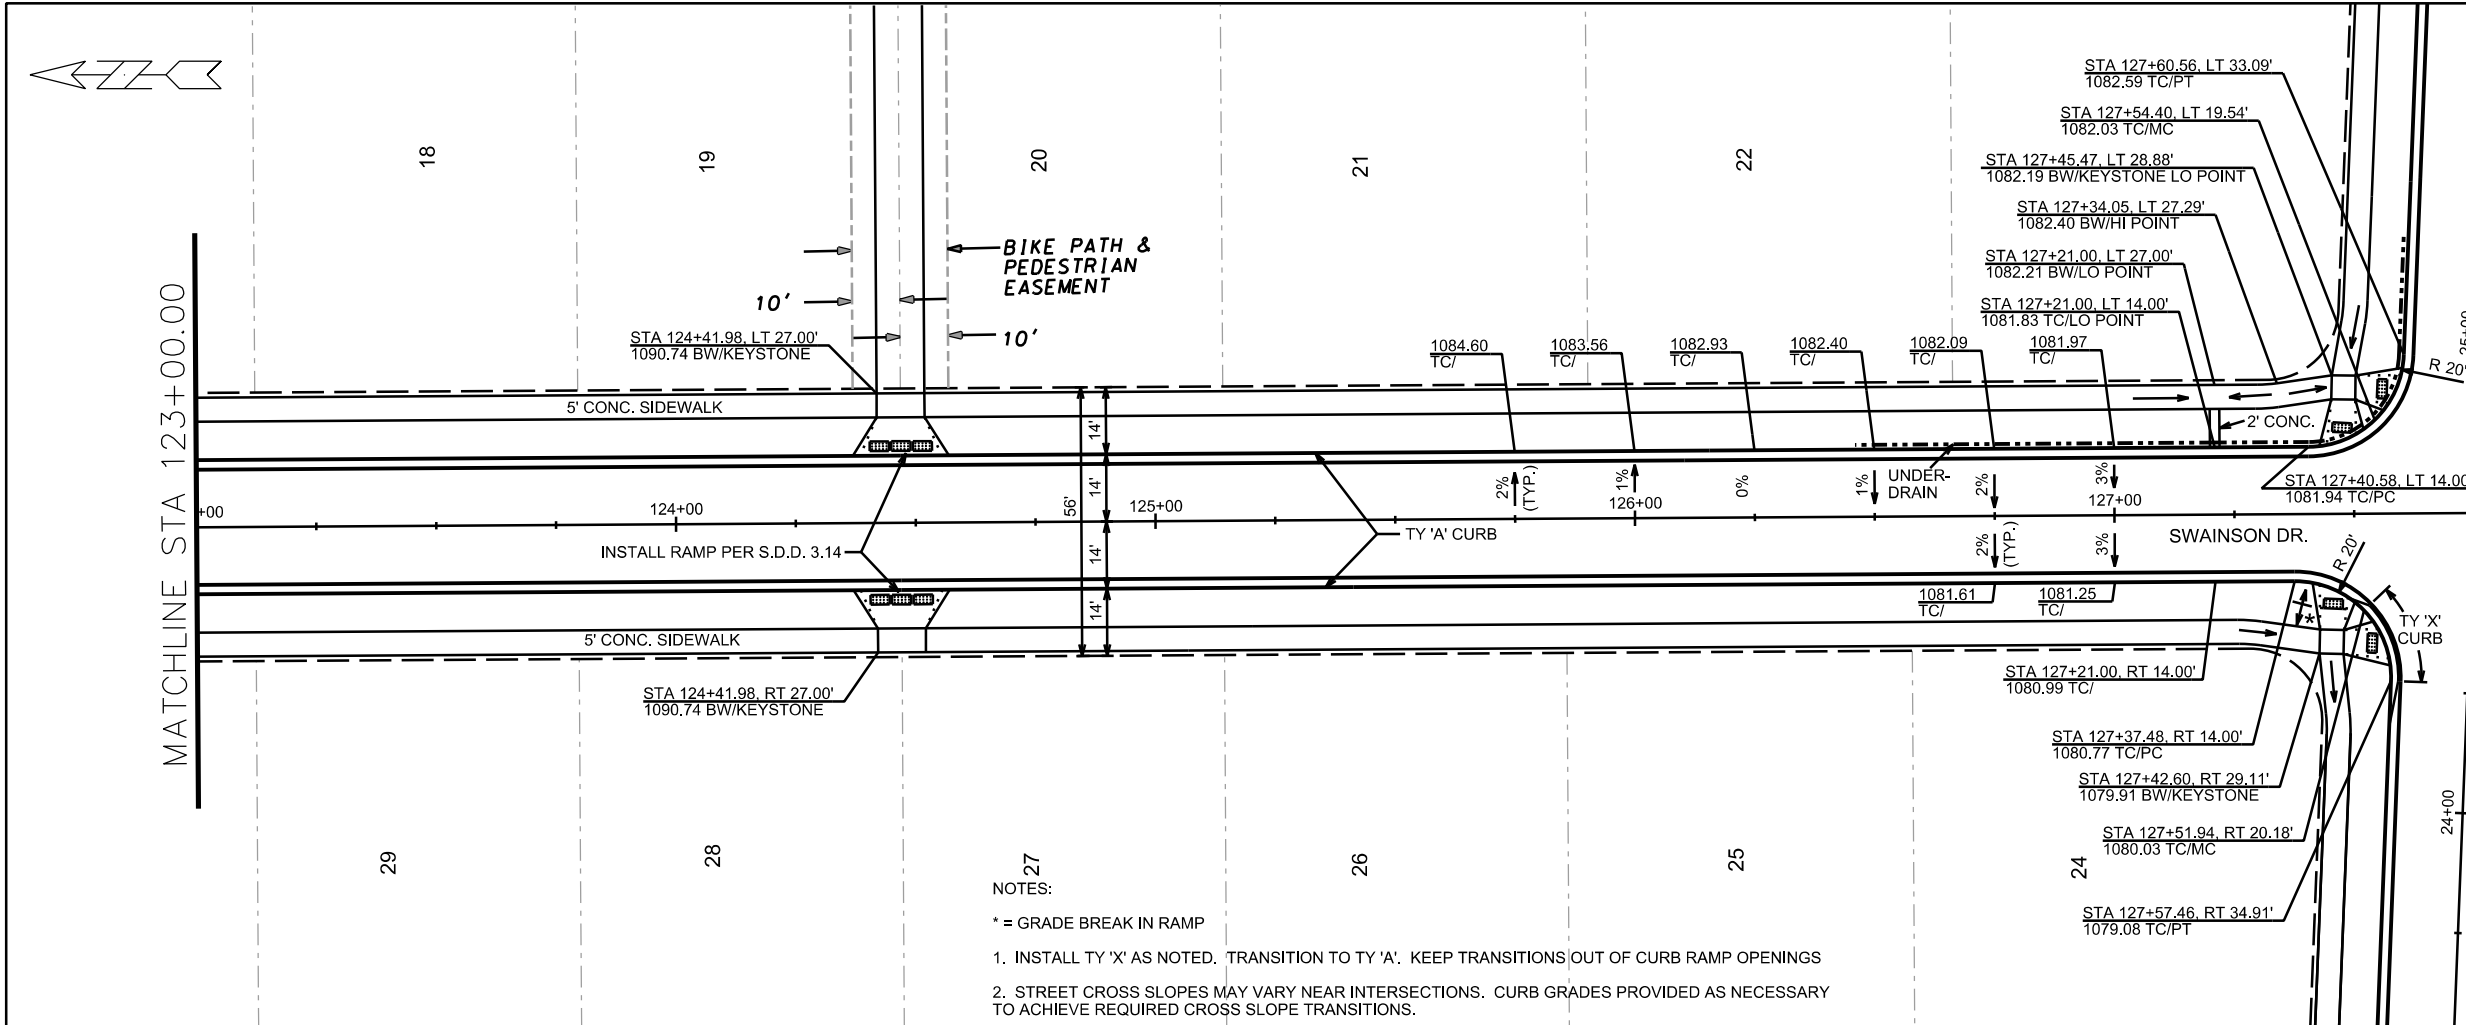 MATCHLINE STA 123+00.00
18
19
20
21
22
BIKE PATH &
PEDESTRIAN
EASEMENT
10'
10'
STA 124+41.98, LT 27.00'
1090.74 BW/KEYSTONE
5' CONC. SIDEWALK
STA 127+60.56, LT 33.09'
1082.59 TC/PT
STA 127+54.40, LT 19.54'
1082.03 TC/MC
STA 127+45.47, LT 28.88'
1082.19 BW/KEYSTONE LO POINT
STA 127+34.05, LT 27.29'
1082.40 BW/HI POINT
STA 127+21.00, LT 27.00'
1082.21 BW/LO POINT
STA 127+21.00, LT 14.00'
1081.83 TC/LO POINT
1084.60
TC/
1083.56
TC/
1082.93
TC/
1082.40
TC/
1082.09
TC/
1081.97
TC/
25+00
R 20'
2' CONC.
STA 127+40.58, LT 14.00
1081.94 TC/PC
14'
14'
56'
14'
14'
2%
(TYP.)
1%
0%
1%
UNDER-
DRAIN
2%
3%
+00
124+00
125+00
126+00
127+00
INSTALL RAMP PER S.D.D. 3.14
TY 'A' CURB
2%
(TYP.)
3%
SWAINSON DR.
R 20'
1081.61
TC/
1081.25
TC/
*
TY 'X'
CURB
5' CONC. SIDEWALK
STA 124+41.98, RT 27.00'
1090.74 BW/KEYSTONE
STA 127+21.00, RT 14.00'
1080.99 TC/
STA 127+37.48, RT 14.00'
1080.77 TC/PC
STA 127+42.60, RT 29.11'
1079.91 BW/KEYSTONE
STA 127+51.94, RT 20.18'
1080.03 TC/MC
STA 127+57.46, RT 34.91'
1079.08 TC/PT
24+00
29
28
27
26
25
24
NOTES:
* = GRADE BREAK IN RAMP
1. INSTALL TY 'X' AS NOTED. TRANSITION TO TY 'A'. KEEP TRANSITIONS OUT OF CURB RAMP OPENINGS
2. STREET CROSS SLOPES MAY VARY NEAR INTERSECTIONS. CURB GRADES PROVIDED AS NECESSARY
TO ACHIEVE REQUIRED CROSS SLOPE TRANSITIONS.